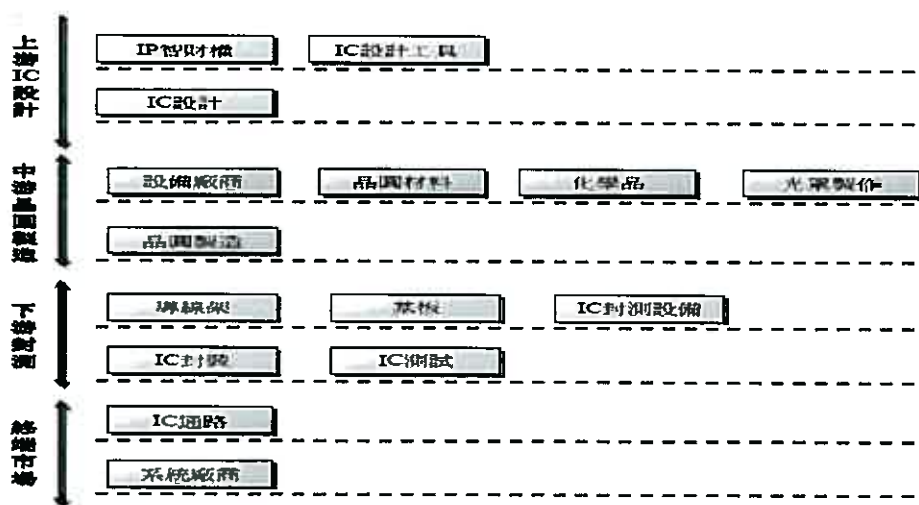 上游IC設計
IP智財權 IC設計工具
IC設計
中游晶圓製造
設備廠商 晶圓材料 化學品 光罩製作
晶圓製造
下游封測
導線架 基板 IC封測設備
IC封裝 IC測試
終端市場
IC通路
系統廠商